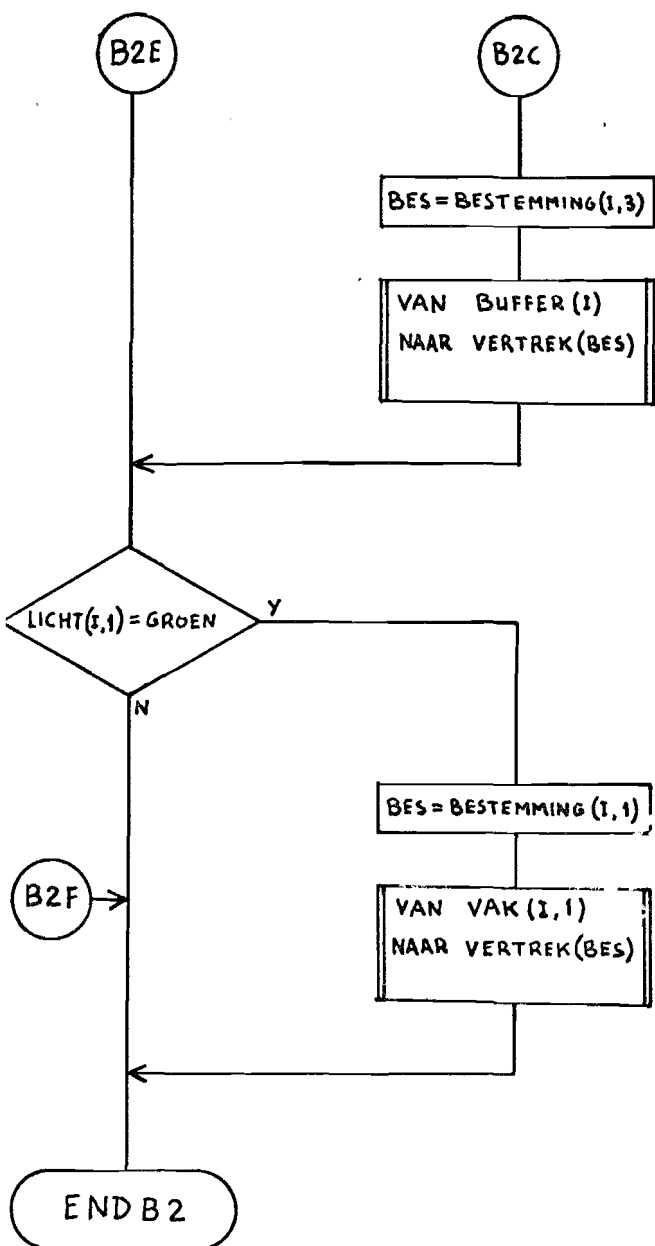 B2E
B2C
BES=BESTEMMING(I,3)
VAN BUFFER(I)
NAAR VERTREK(BES)
LICHT(I,1)=GROEN
Y
N
BES=BESTEMMING(I,1)
B2F
VAN VAK(I,1)
NAAR VERTREK(BES)
END B2